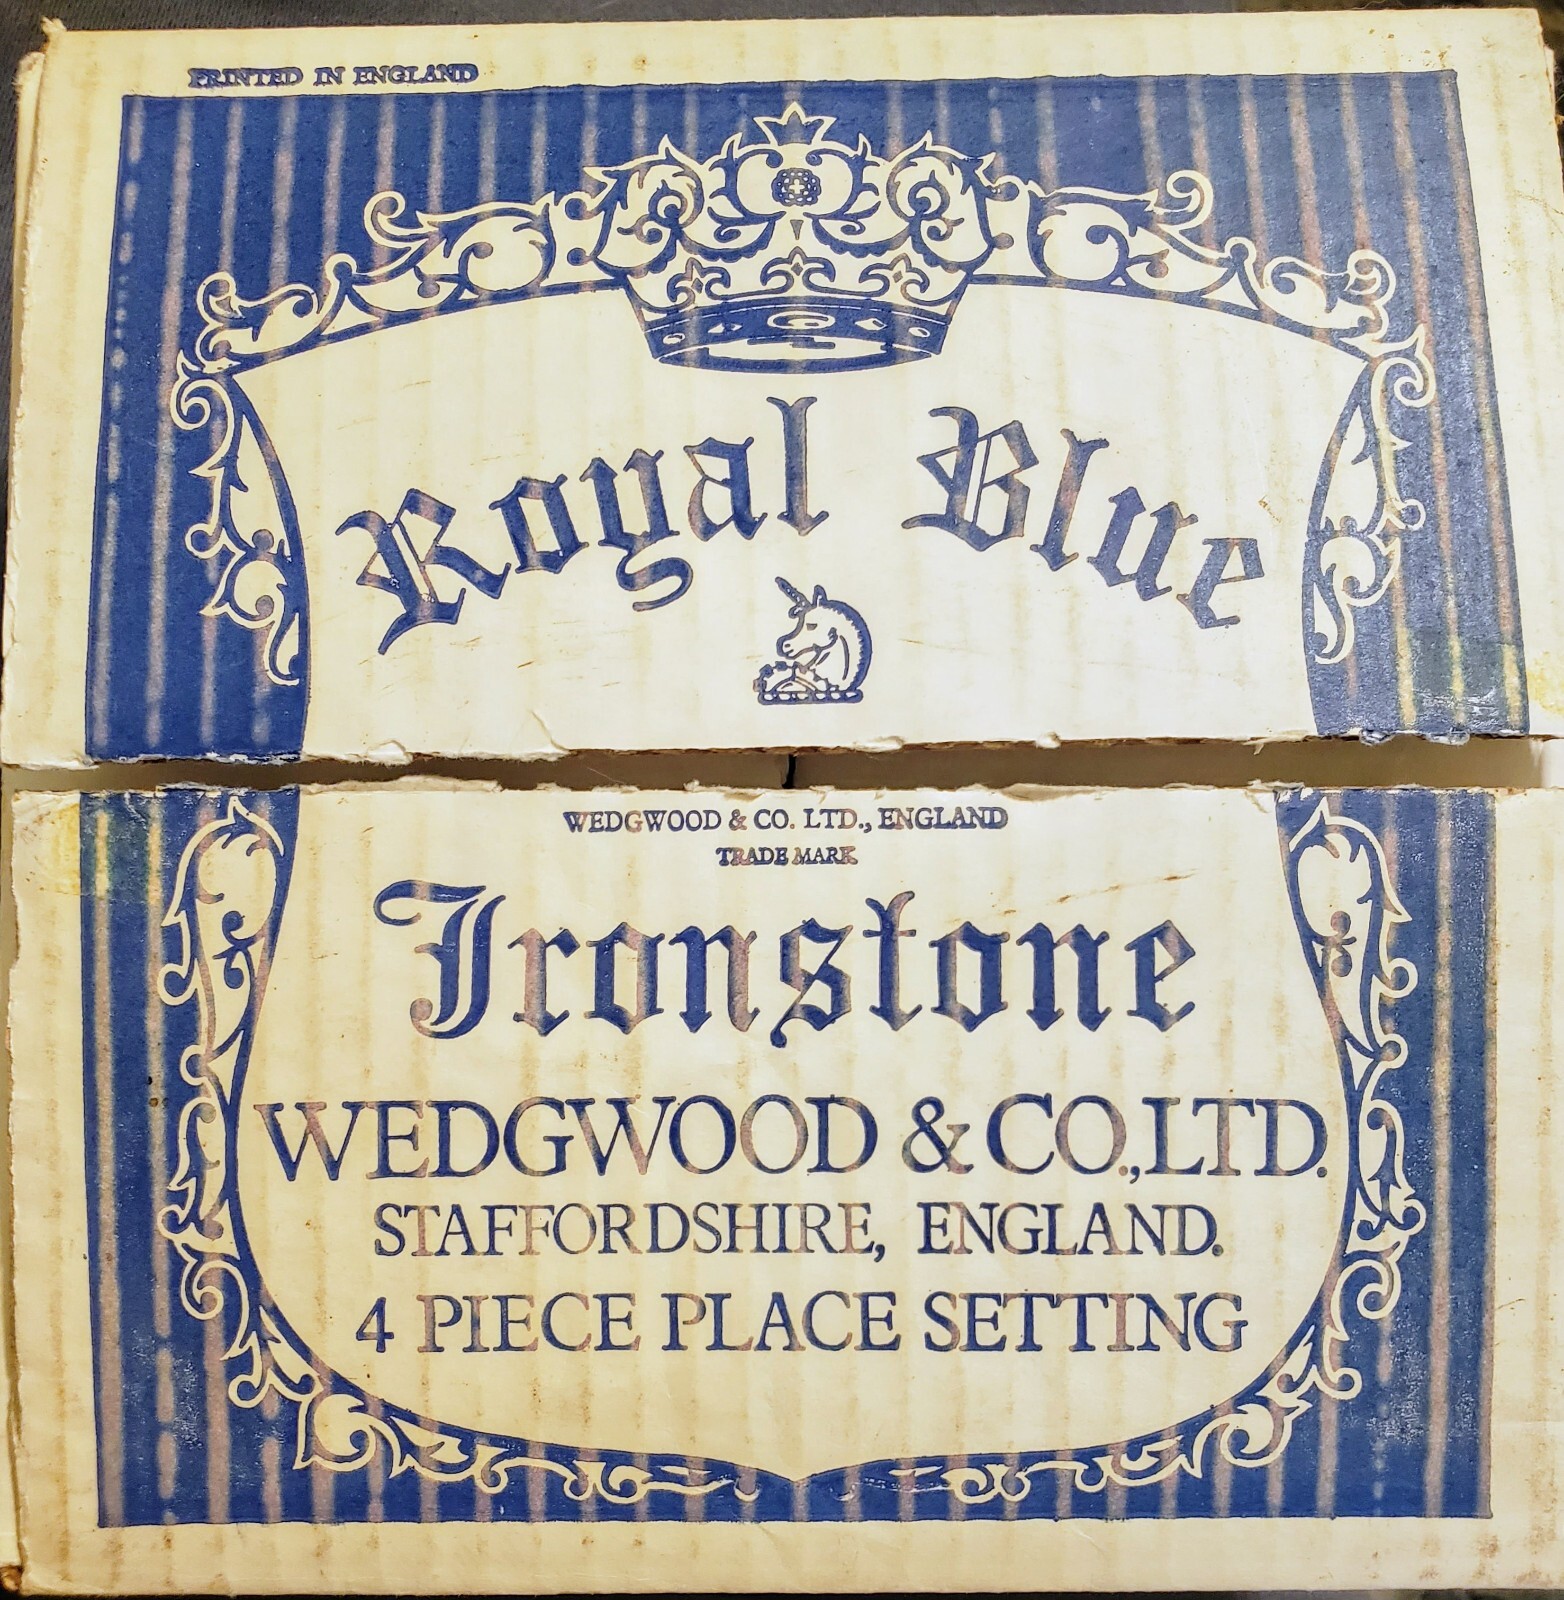 PRINTED IN ENGLAND
Royal Blue
WEDGWOOD & CO. LTD., ENGLAND
TRADE MARK
Ironstone
WEDGWOOD & CO., LTD.
STAFFORDSHIRE, ENGLAND.
4 PIECE PLACE SETTING